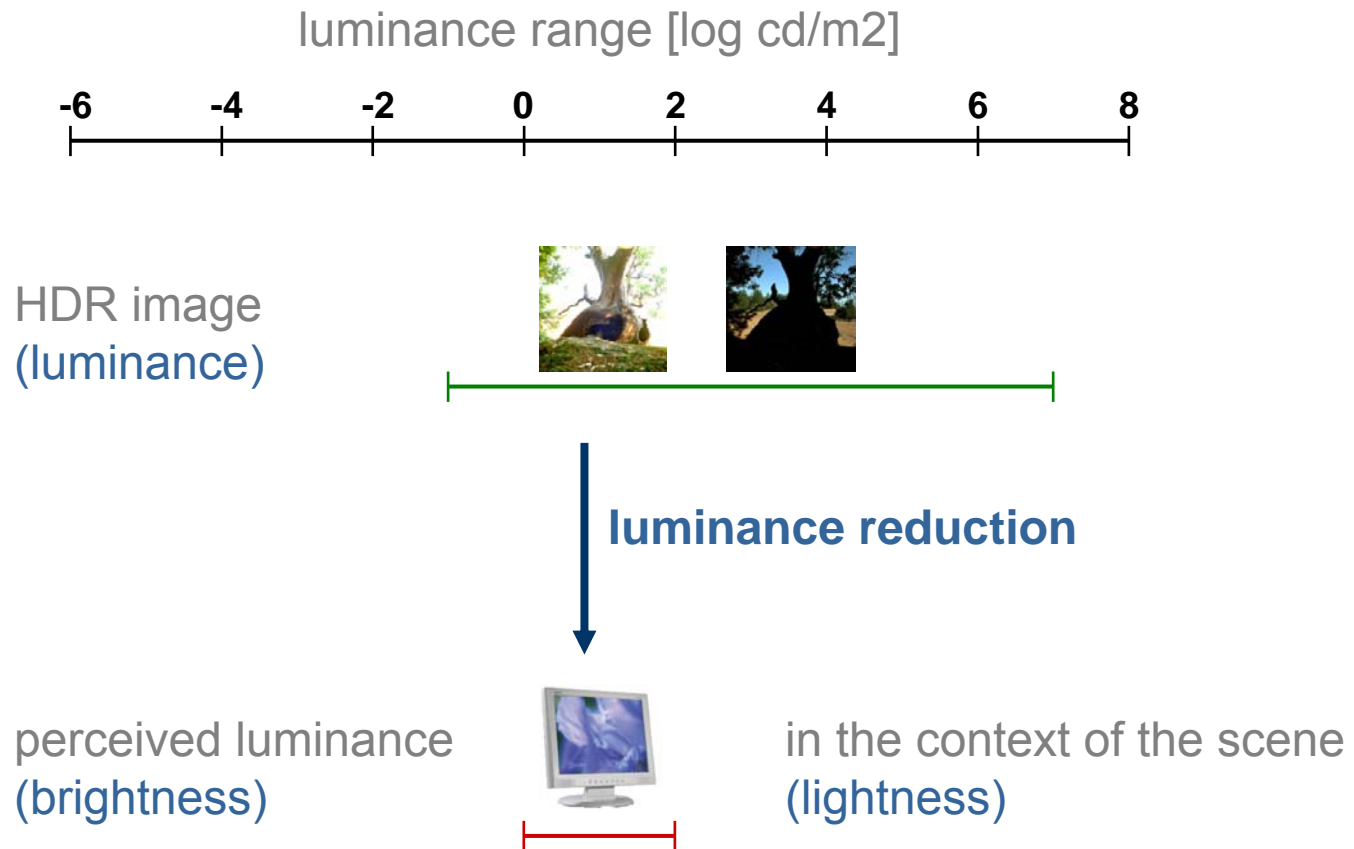 luminance range [log cd/m2]
-6 -4 -2 0 2 4 6 8
HDR image
(luminance)
luminance reduction
perceived luminance
(brightness)
in the context of the scene
(lightness)